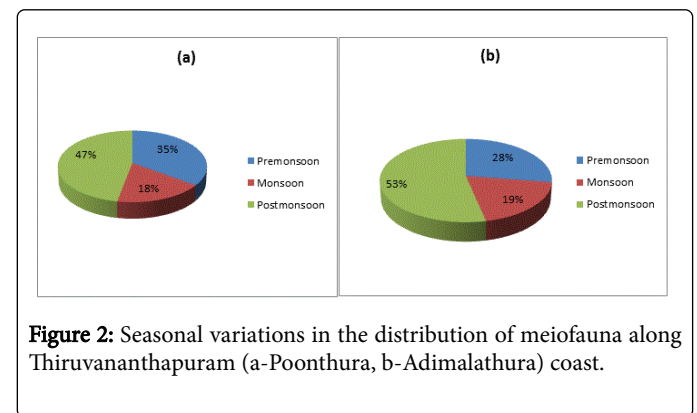 (a)
47%
35%
18%
Premonsoon
Monsoon
Postmonsoon
(b)
53%
28%
19%
Premonsoon
Monsoon
Postmonsoon
Figure 2: Seasonal variations in the distribution of meiofauna along
Thiruvananthapuram (a-Poonthura, b-Adimalathura) coast.